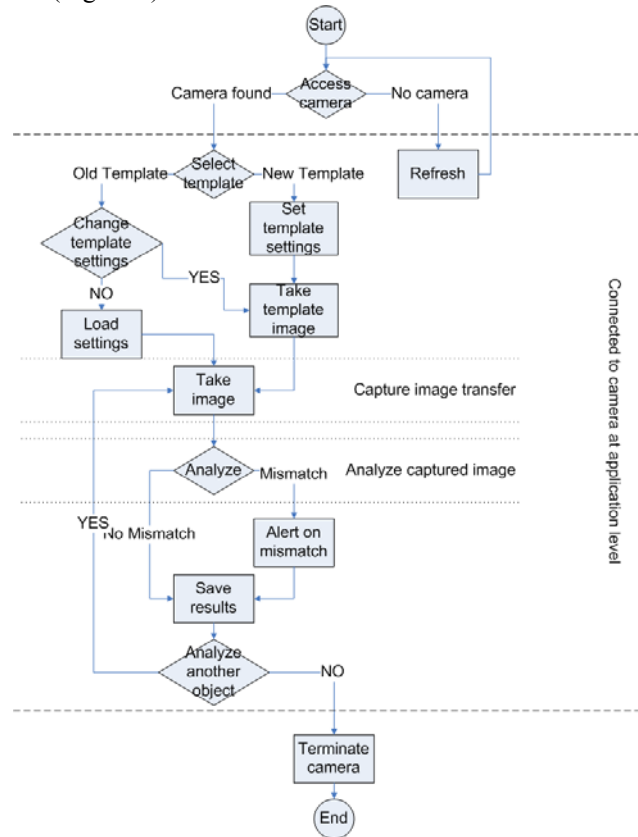 Start
Access
camera
Camera found
No camera
Select
template
Old Template
New Template
Refresh
Change
template
settings
Set
template
settings
YES
NO
Take
template
image
Load
settings
Connected to camera at application level
Take
image
Capture image transfer
Analyze
Mismatch
Analyze captured image
YES
No Mismatch
Alert on
mismatch
Save
results
Analyze
another
object
NO
Terminate
camera
End